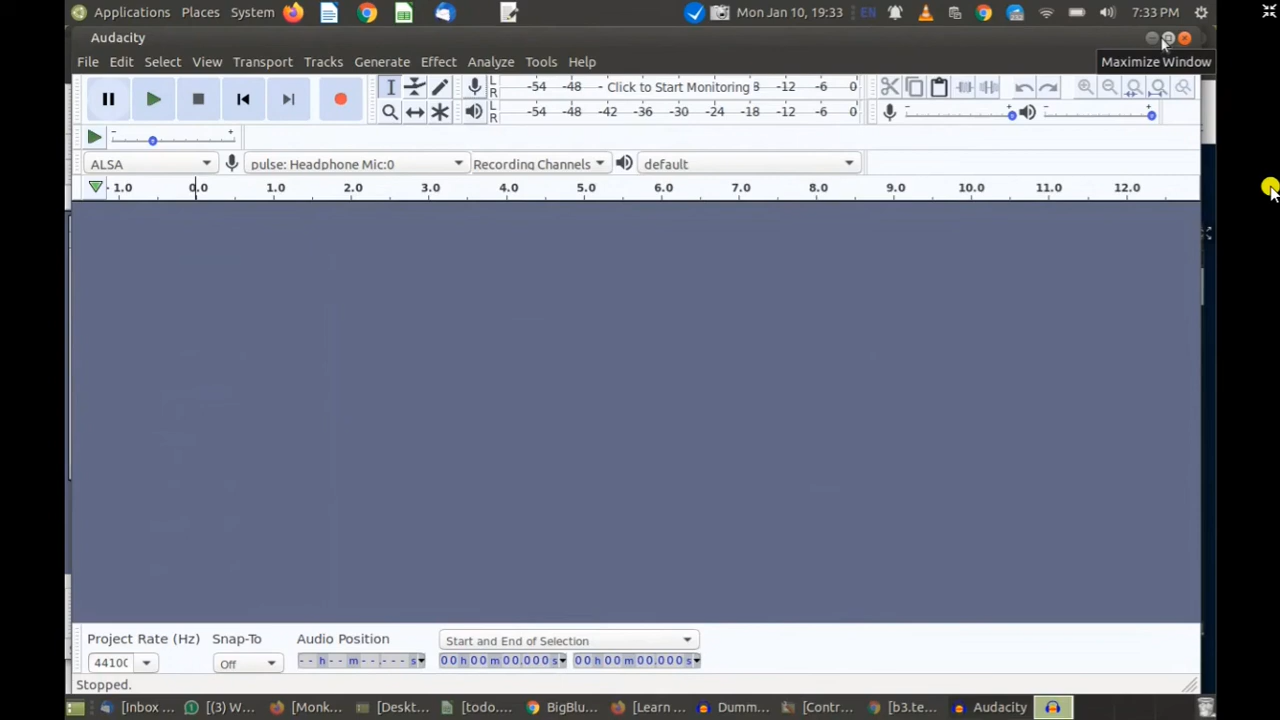 Applications Places System EN Mon Jan 10, 19:33 7:33 PM
Audacity
Maximize Window
File Edit Select View Transport Tracks Generate Effect Analyze Tools Help
L R -54 -48 - Click to Start Monitoring 8 -12 -6 0
L R -54 -48 -42 -36 -30 -24 -18 -12 -6 0
ALSA pulse: Headphone Mic:0 Recording Channels default
- 1.0 0.0 1.0 2.0 3.0 4.0 5.0 6.0 7.0 8.0 9.0 10.0 11.0 12.0
Project Rate (Hz) Snap-To Audio Position Start and End of Selection
44100 Off - - h - - m - - . - - - s 00 h 00 m 00.000 s 00 h 00 m 00.000 s
Stopped.
[Inbox ... [(3) W... [Monk... [Deskt... [todo.... BigBlu... [Learn ... Dumm... [Contr... [b3.te... Audacity